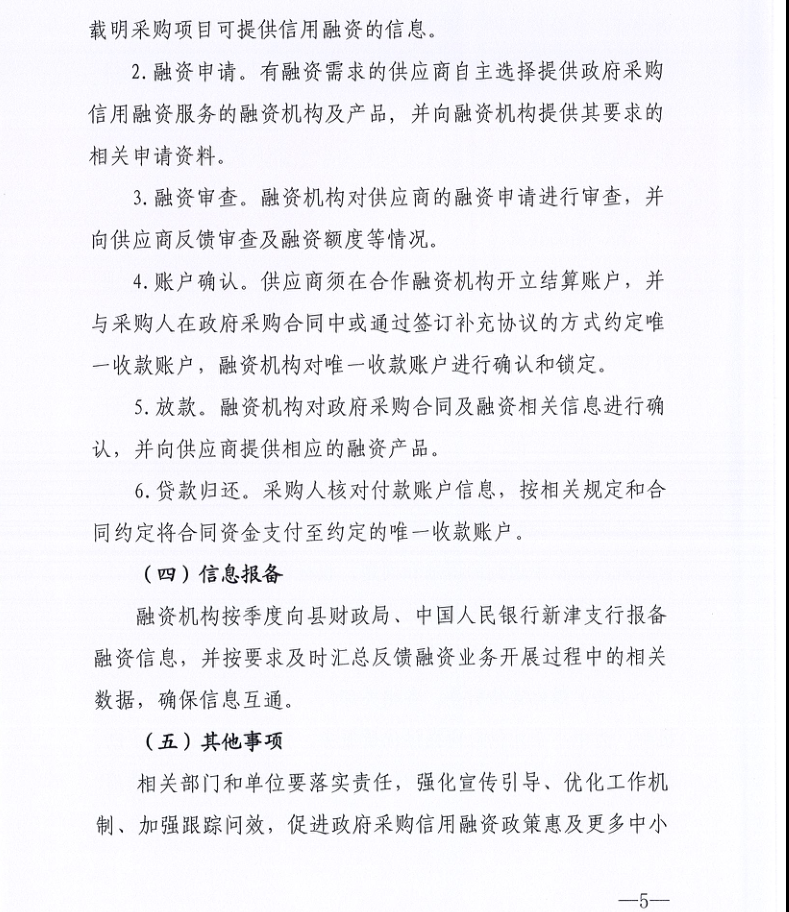 载明采购项目可提供信用融资的信息。
2.融资申请。有融资需求的供应商自主选择提供政府采购
信用融资服务的融资机构及产品，并向融资机构提供其要求的
相关申请资料。
3.融资审查。融资机构对供应商的融资申请进行审查，并
向供应商反馈审查及融资额度等情况。
4.账户确认。供应商须在合作融资机构开立结算账户，并
与采购人在政府采购合同中或通过签订补充协议的方式约定唯
一收款账户，融资机构对唯一收款账户进行确认和锁定。
5.放款。融资机构对政府采购合同及融资相关信息进行确
认，并向供应商提供相应的融资产品。
6.贷款归还。采购人核对付款账户信息，按相关规定和合
同约定将合同资金支付至约定的唯一收款账户。
（四）信息报备
融资机构按季度向县财政局、中国人民银行新津支行报备
融资信息，并按要求及时汇总反馈融资业务开展过程中的相关
数据，确保信息互通。
（五）其他事项
相关部门和单位要落实责任，强化宣传引导、优化工作机
制、加强跟踪问效，促进政府采购信用融资政策惠及更多中小
—5—